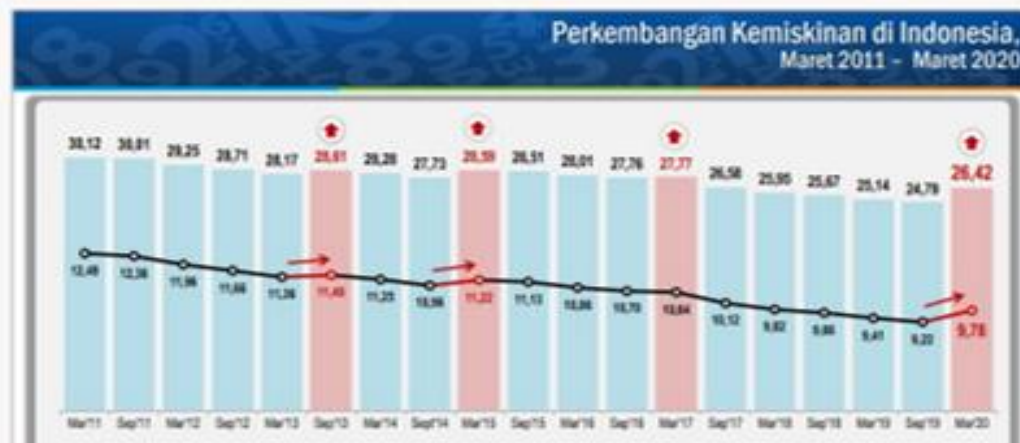 Perkembangan Kemiskinan di Indonesia,
Maret 2011 – Maret 2020
30,12 30,01 29,25 28,71 28,17 28,61 28,28 27,73 28,59 28,51 28,01 27,76 27,77 26,58 25,95 25,67 25,14 24,79 26,42
12,49 12,36 11,96 11,66 11,36 11,46 11,25 10,96 11,22 11,13 10,86 10,70 10,64 10,12 9,82 9,66 9,41 9,22 9,78
Mar'11 Sep'11 Mar'12 Sep'12 Mar'13 Sep'13 Mar'14 Sept'14 Mar'15 Sep'15 Mar'16 Sep'16 Mar'17 Sep'17 Mar'18 Sep'18 Mar'19 Sep'19 Mar'20